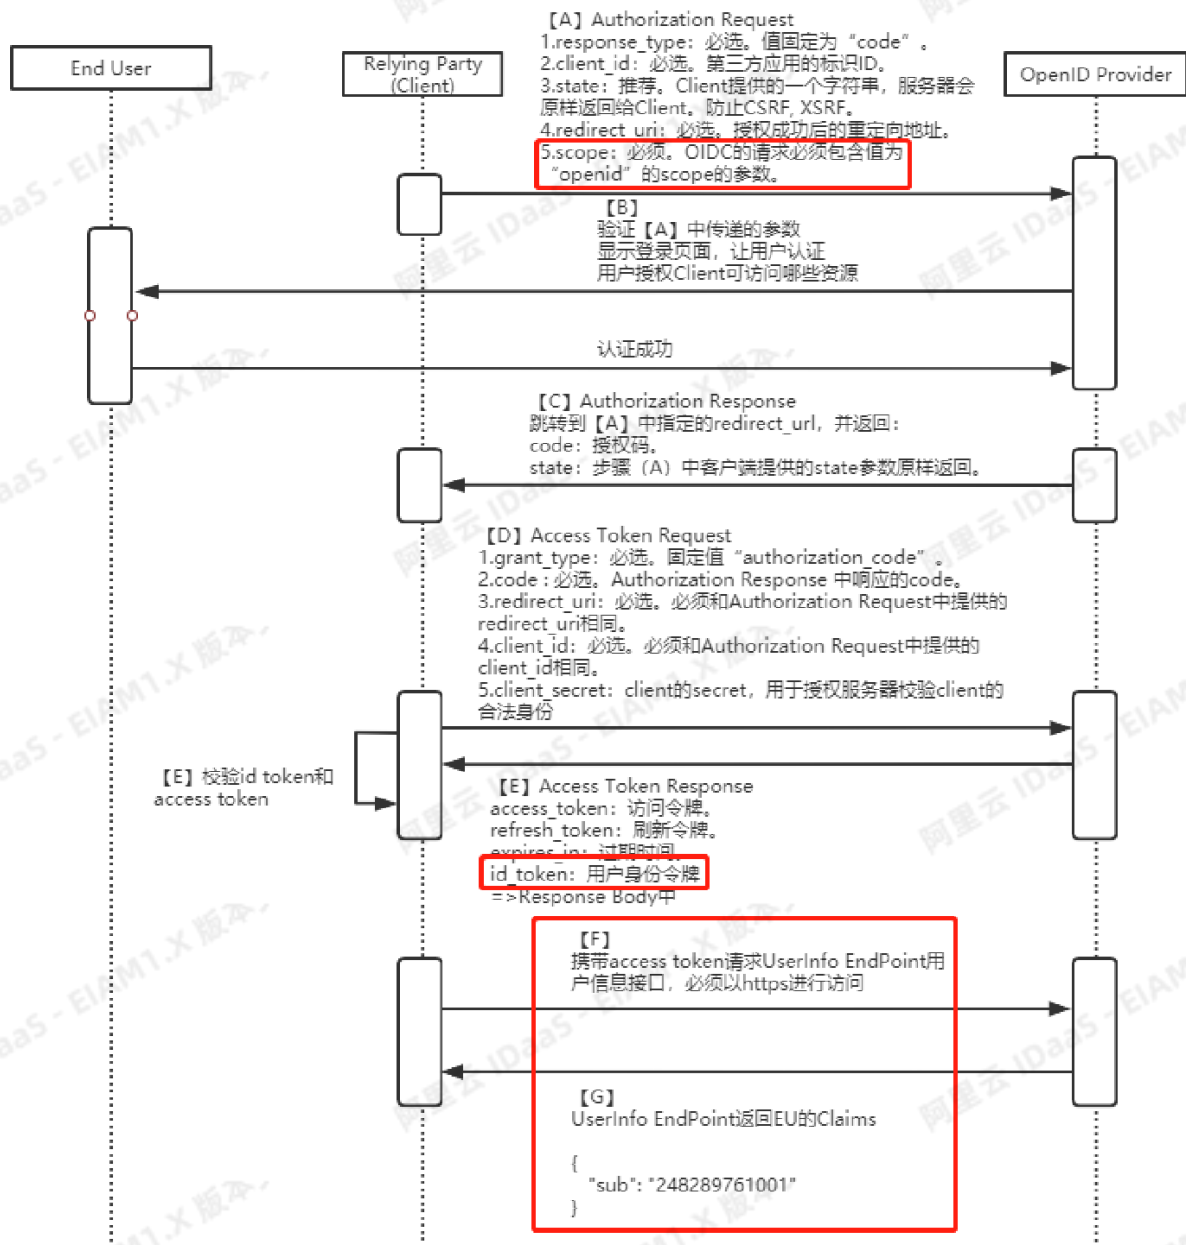 End User
Relying Party
(Client)
OpenID Provider
【A】Authorization Request
1.response_type：必选。值固定为“code”。
2.client_id：必选。第三方应用的标识ID。
3.state：推荐。Client提供的一个字符串，服务器会
原样返回给Client。防止CSRF, XSRF。
4.redirect_uri：必选。授权成功后的重定向地址。
5.scope：必须。OIDC的请求必须包含值为
“openid”的scope的参数。
【B】
验证【A】中传递的参数
显示登录页面，让用户认证
用户授权Client可访问哪些资源
认证成功
【C】Authorization Response
跳转到【A】中指定的redirect_url，并返回：
code：授权码。
state：步骤（A）中客户端提供的state参数原样返回。
【D】Access Token Request
1.grant_type：必选。固定值“authorization_code”。
2.code : 必选。Authorization Response 中响应的code。
3.redirect_uri：必选。必须和Authorization Request中提供的
redirect_uri相同。
4.client_id：必选。必须和Authorization Request中提供的
client_id相同。
5.client_secret：client的secret，用于授权服务器校验client的
合法身份
【E】校验id token和
access token
【E】Access Token Response
access_token：访问令牌。
refresh_token：刷新令牌。
expires_in：过期时间。
id_token：用户身份令牌
=>Response Body中
【F】
携带access token请求UserInfo EndPoint用
户信息接口，必须以https进行访问
【G】
UserInfo EndPoint返回EU的Claims
{
"sub": "248289761001"
}
阿里云 IDaaS - EIAM1.X 版本